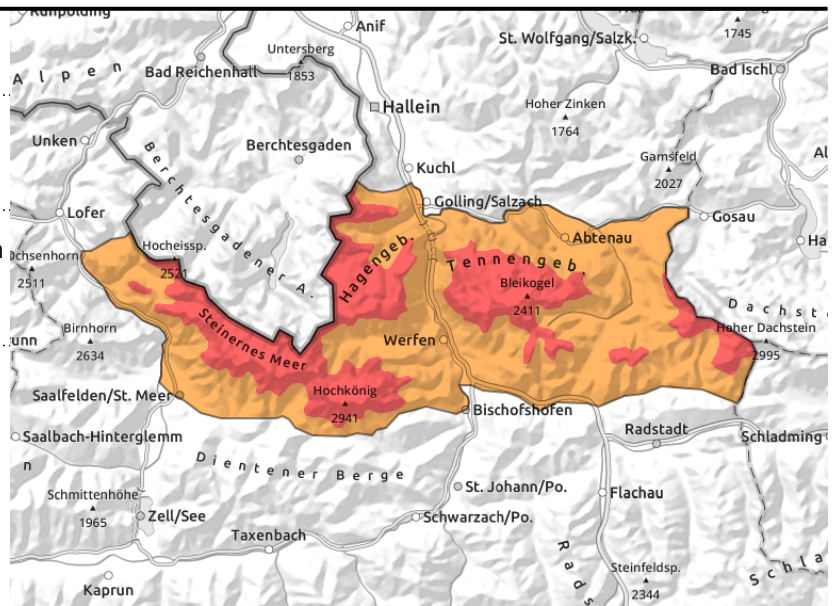 Ruhpolding
Anif
1745
Untersberg
1853
St. Wolfgang/Salzk.
Alpen
Bad Reichenhall
Bad Ischl
Hallein
Hoher Zinken
1764
Unken
Berchtesgaden
Gamsfeld
2027
Kuchl
Berchtesgadener A.
Golling/Salzach
Lofer
Gosau
Hocheissp.
2521
Abtenau
2511
Hagengeb.
Tennengeb.
Bleikogel
2411
Steinernes Meer
Birnhorn
2634
Werfen
Hoher Dachstein
2995
Saalfelden/St. Meer
Hochkönig
2941
Bischofshofen
Saalbach-Hinterglemm
n
Radstadt
Schladming
Dientener Berge
Schmittenhöhe
1965
St. Johann/Po.
Flachau
Zell/See
Schwarzach/Po.
Taxenbach
Steinfeldsp.
2344
Kaprun